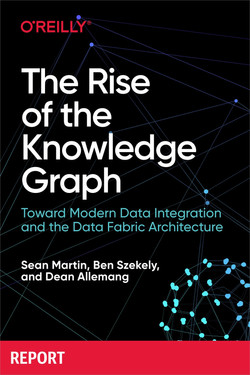 O'REILLY®
The Rise
of the
Knowledge
Graph
Toward Modern Data Integration
and the Data Fabric Architecture
Sean Martin, Ben Szekely,
and Dean Allemang
REPORT